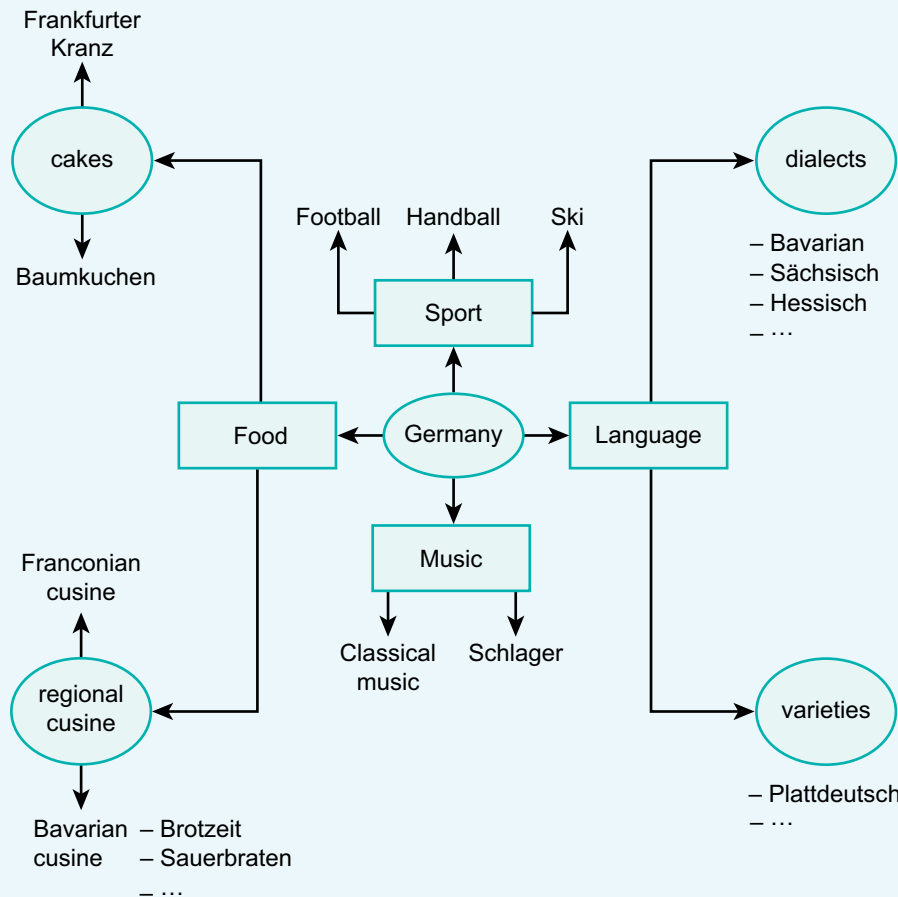 Frankfurter
Kranz
cakes
Baumkuchen
Football
Handball
Ski
Sport
dialects
– Bavarian
– Sächsisch
– Hessisch
– …
Food
Germany
Language
Music
Classical
music
Schlager
Franconian
cusine
regional
cusine
Bavarian
cusine
– Brotzeit
– Sauerbraten
– …
varieties
– Plattdeutsch
– …